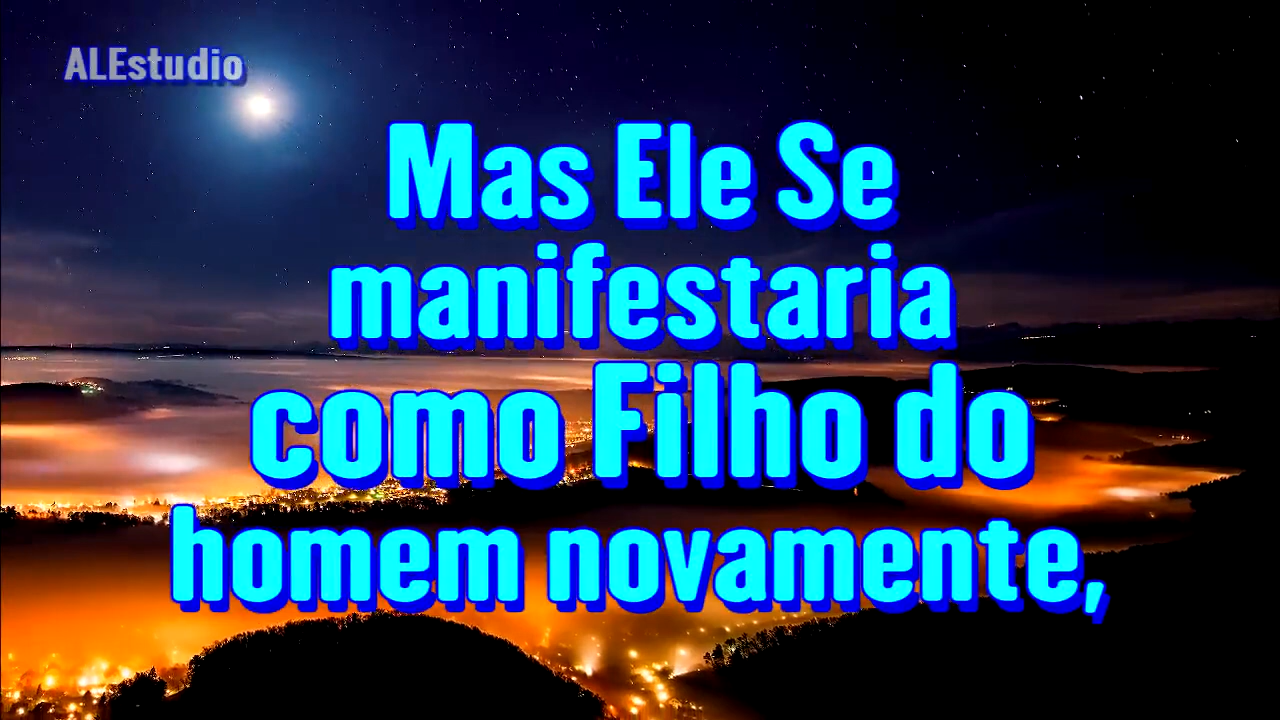 ALEstudio
Mas Ele Se
manifestaria
como Filho do
homem novamente,